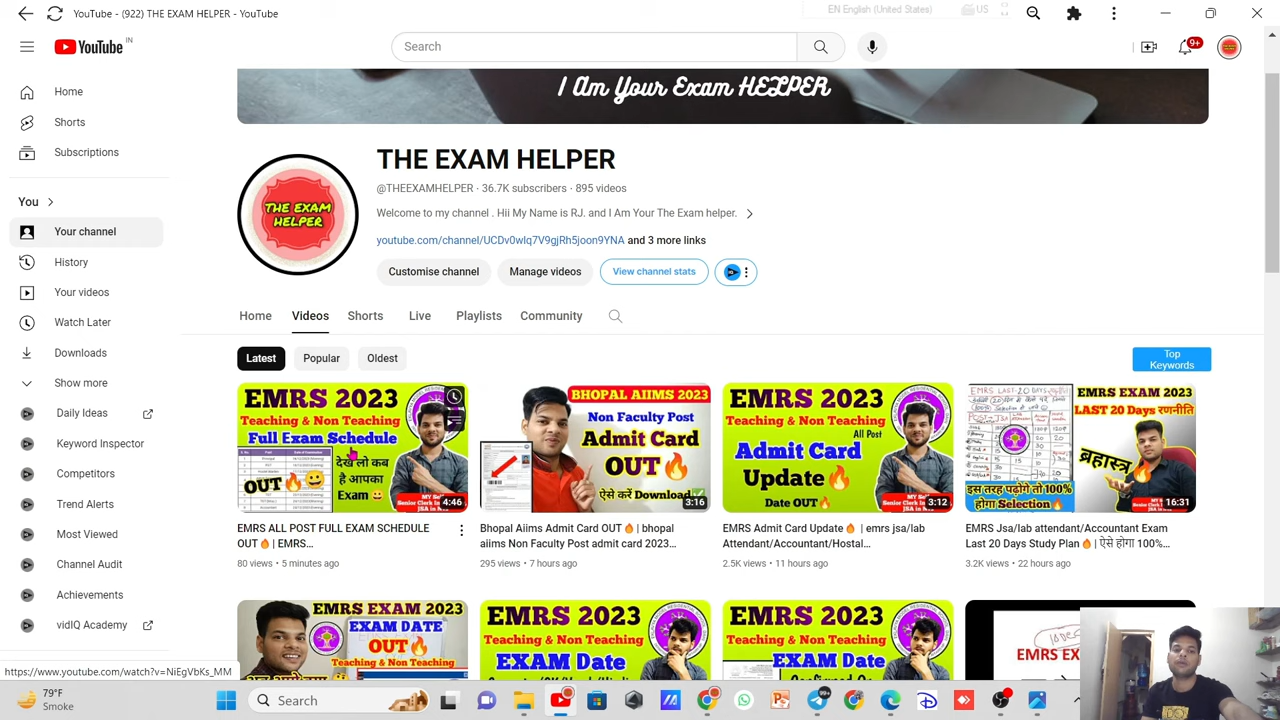 YouTube - (922) THE EXAM HELPER - YouTube
EN English (United States)
US
YouTube IN
Search
9+
Home
Shorts
Subscriptions
You
Your channel
History
Your videos
Watch Later
Downloads
Show more
Daily Ideas
Keyword Inspector
Competitors
Trend Alerts
Most Viewed
Channel Audit
Achievements
vidIQ Academy
I Am Your Exam HELPER
THE EXAM
HELPER
THE EXAM HELPER
@THEEXAMHELPER · 36.7K subscribers · 895 videos
Welcome to my channel . Hii My Name is RJ. and I Am Your The Exam helper.
youtube.com/channel/UCDv0wIq7V9gjRh5joon9YNA and 3 more links
Customise channel
Manage videos
View channel stats
Home
Videos
Shorts
Live
Playlists
Community
Latest
Popular
Oldest
Top
Keywords
EMRS 2023
Teaching & Non Teaching
Full Exam Schedule
OUT🔥😀
देख लो कब
है आपका
Exam😀
4:46
EMRS ALL POST FULL EXAM SCHEDULE
OUT🔥 | EMRS...
80 views · 5 minutes ago
BHOPAL AIIMS 2023
Non Faculty Post
Admit Card
OUT🔥
ऐसे करें Download
3:16
Bhopal Aiims Admit Card OUT🔥 | bhopal
aiims Non Faculty Post admit card 2023...
295 views · 7 hours ago
EMRS 2023
Teaching & Non Teaching
All Post
Admit Card
Update🔥
Date OUT🔥
3:12
EMRS Admit Card Update🔥 | emrs jsa/lab
Attendant/Accountant/Hostal...
2.5K views · 11 hours ago
EMRS EXAM 2023
LAST 20 Days रणनीति
ब्रहास्त्र
इस तरह पढ़ोगे तो 100%
होगा Selection🔥
16:31
EMRS Jsa/lab attendant/Accountant Exam
Last 20 Days Study Plan🔥 | ऐसे होगा 100%...
3.2K views · 22 hours ago
EMRS EXAM 2023
EXAM DATE
OUT🔥
Teaching & Non Teaching
EMRS 2023
Teaching & Non Teaching
EXAM Date
EMRS 2023
Teaching & Non Teaching
EXAM Date
EMRS EX
https://www.youtube.com/watch?v=NiEgVbKs_MM
79°F
Smoke
Search
99+